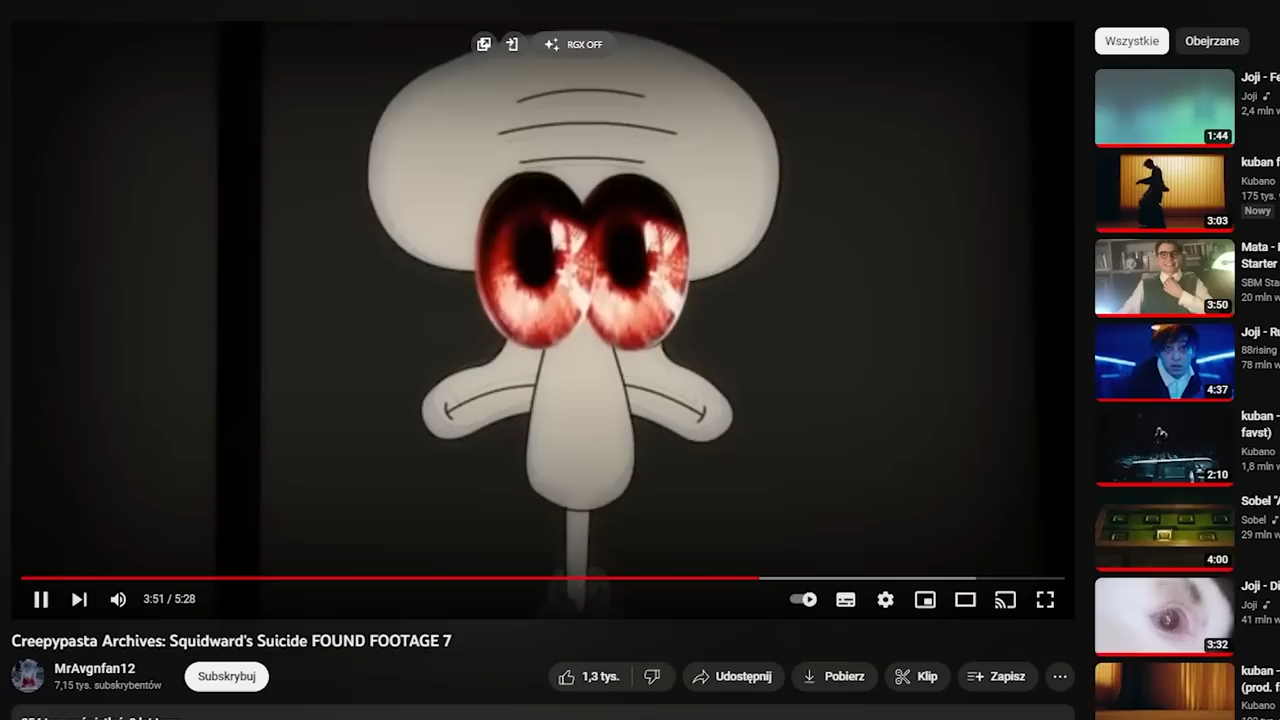 RGX OFF
3:51 / 5:28
Creepypasta Archives: Squidward's Suicide FOUND FOOTAGE 7
MrAvgnfan12
7,15 tys. subskrybentów
Subskrybuj
1,3 tys.
Udostępnij
Pobierz
Klip
Zapisz
Wszystkie
Obejrzane
1:44
Joji - Fe
Joji
2,4 mln w
3:03
kuban f
Kubano
175 tys.
Nowy
3:50
Mata -
Starter
SBM Sta
20 mln w
4:37
Joji - Ru
88rising
78 mln w
2:10
kuban -
favst)
Kubano
1,8 mln w
4:00
Sobel "A
Sobel
29 mln w
3:32
Joji - Di
Joji
41 mln w
kuban -
(prod. f
Kubano